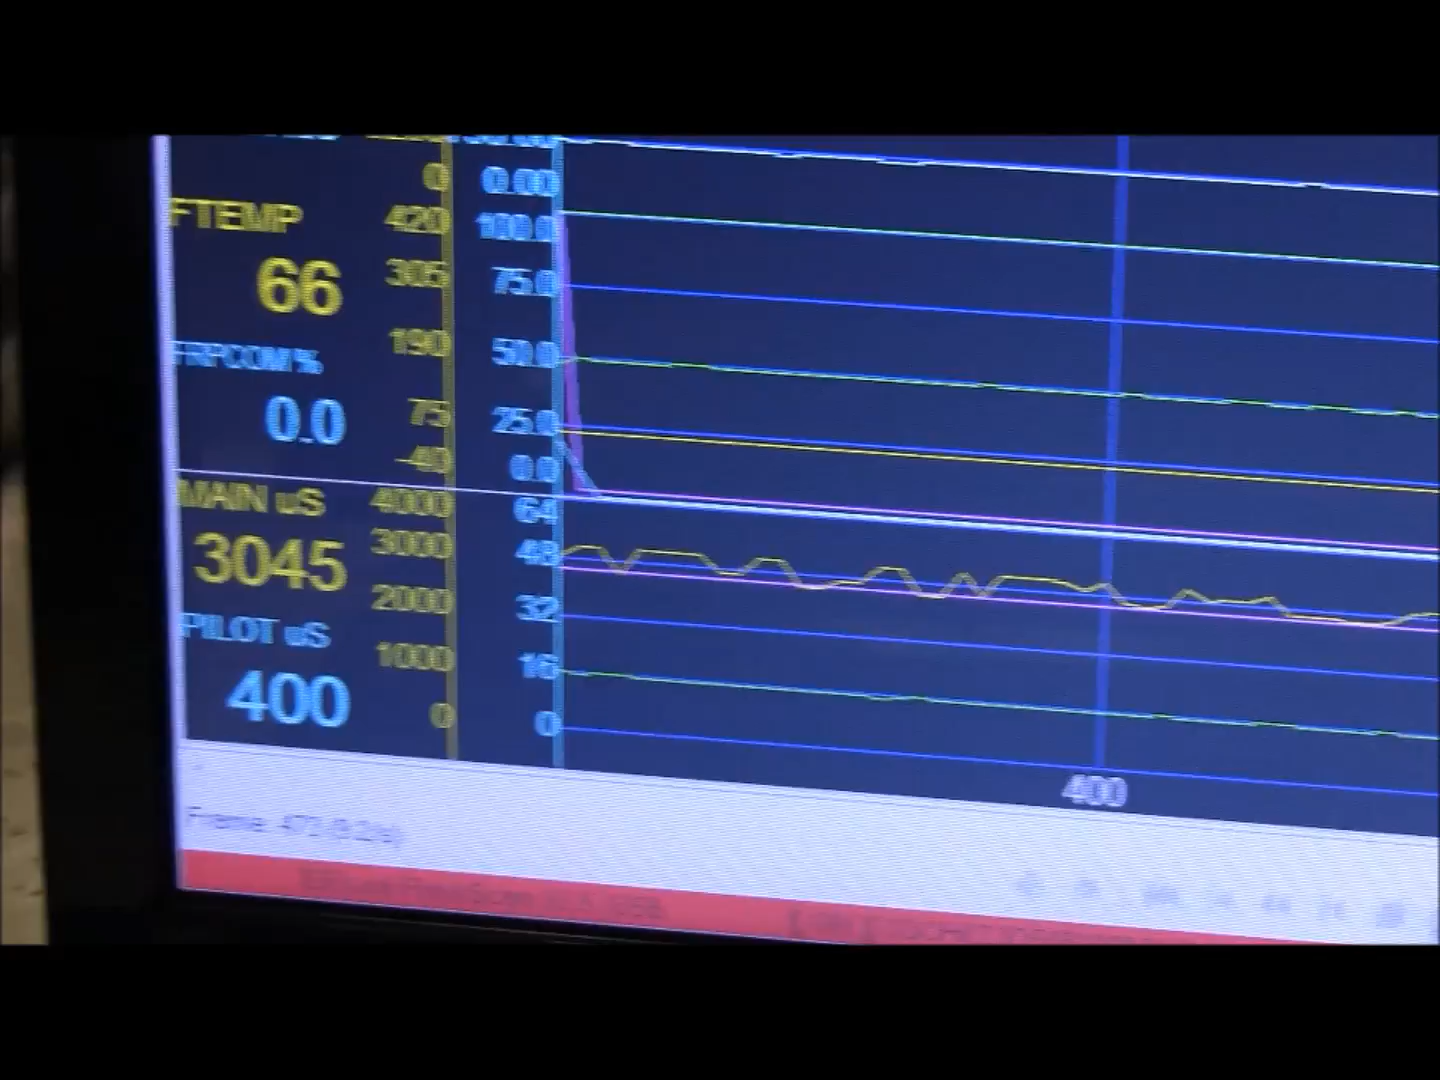 0 0.00
FTEMP 420 100.0
66 305 75.0
190 50.0
FRPCOM%
0.0 75 25.0
-40 0.0
MAIN uS 4000 64
3045 3000 48
2000 32
PILOT uS
1000 16
400 0 0
400
Frame: